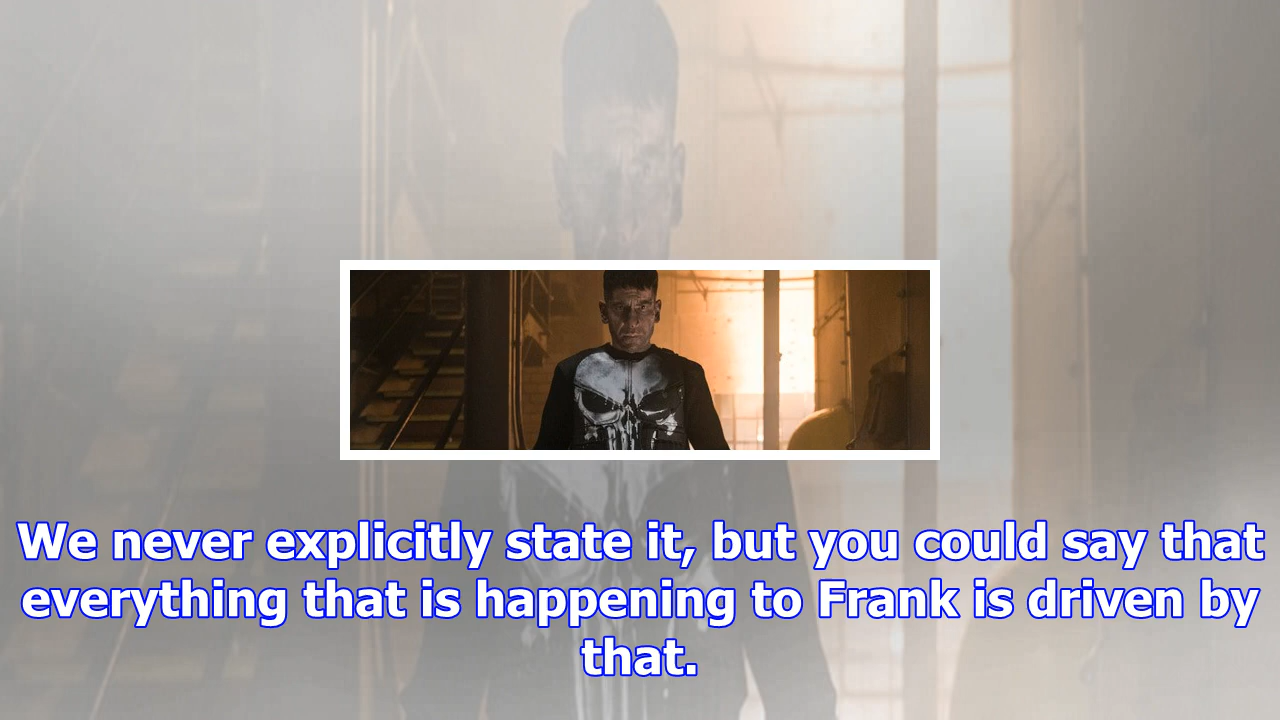 We never explicitly state it, but you could say that
everything that is happening to Frank is driven by
that.